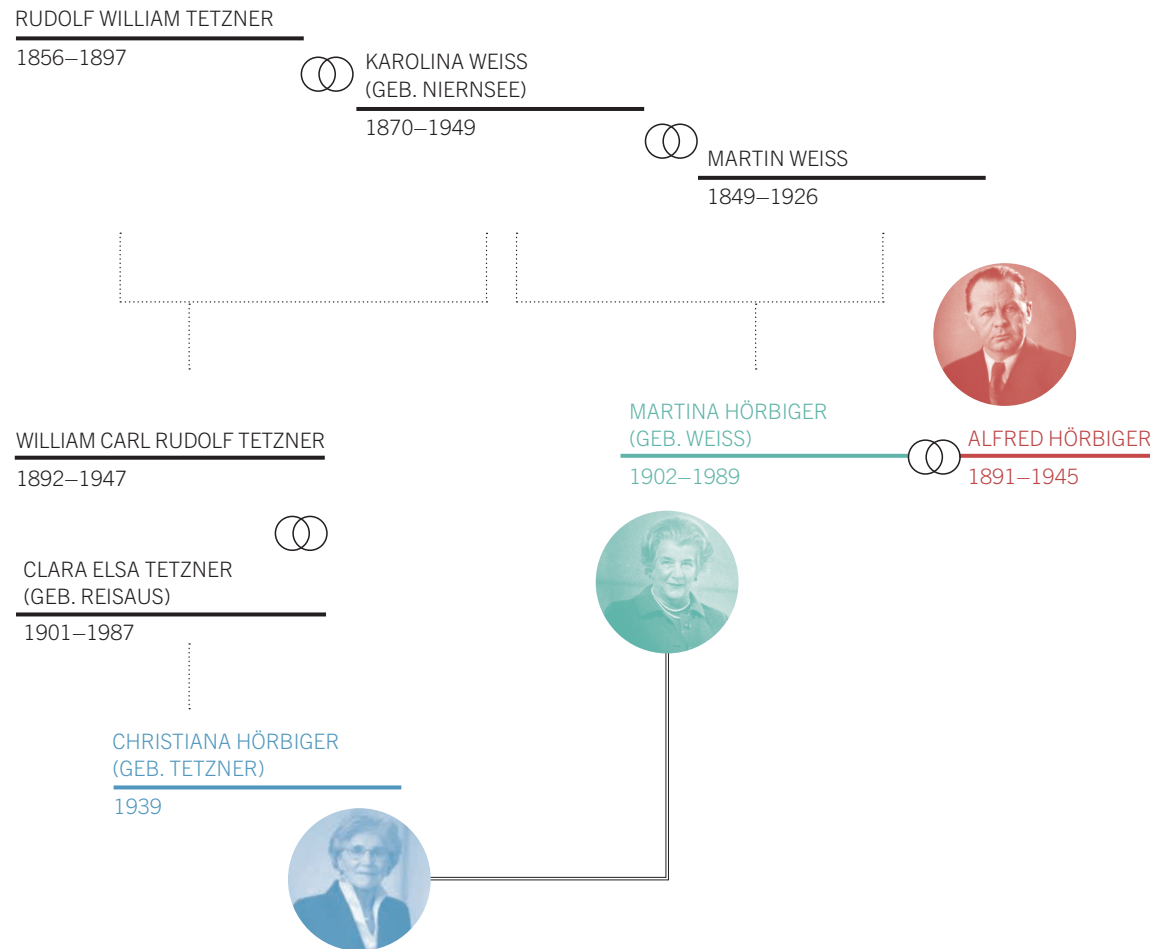 RUDOLF WILLIAM TETZNER
1856–1897
KAROLINA WEISS
(GEB. NIERNSEE)
1870–1949
MARTIN WEISS
1849–1926
WILLIAM CARL RUDOLF TETZNER
1892–1947
MARTINA HÖRBIGER
(GEB. WEISS)
1902–1989
ALFRED HÖRBIGER
1891–1945
CLARA ELSA TETZNER
(GEB. REISAUS)
1901–1987
CHRISTIANA HÖRBIGER
(GEB. TETZNER)
1939